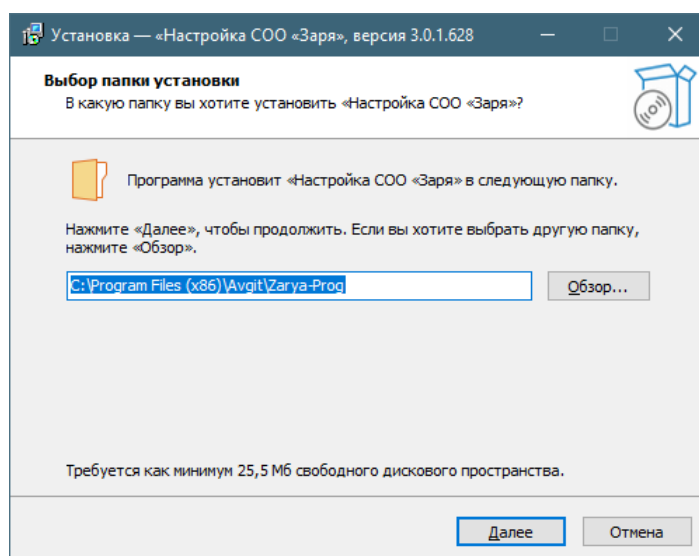 Установка — «Настройка СОО «Заря», версия 3.0.1.628
Выбор папки установки
В какую папку вы хотите установить «Настройка СОО «Заря»?
Программа установит «Настройка СОО «Заря» в следующую папку.
Нажмите «Далее», чтобы продолжить. Если вы хотите выбрать другую папку,
нажмите «Обзор».
C:\Program Files (x86)\Avgit\Zarya-Prog
Обзор...
Требуется как минимум 25,5 Мб свободного дискового пространства.
Далее
Отмена